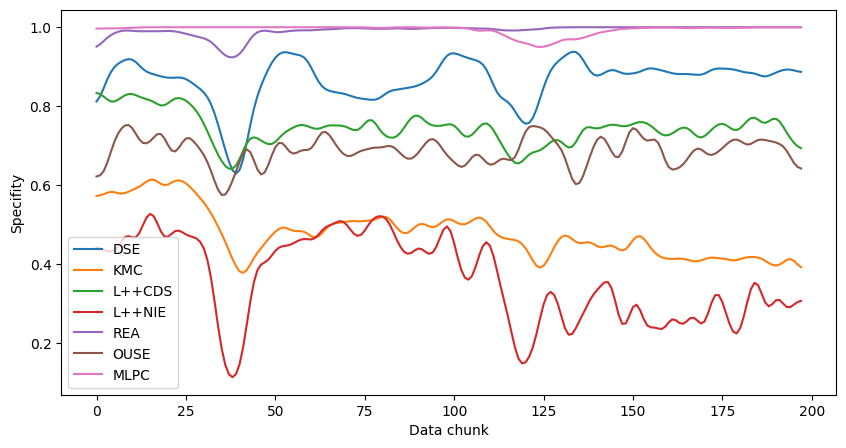 1.0
0.8
0.6
0.4
0.2
Specifity
DSE
KMC
L++CDS
L++NIE
REA
OUSE
MLPC
0 25 50 75 100 125 150 175 200
Data chunk